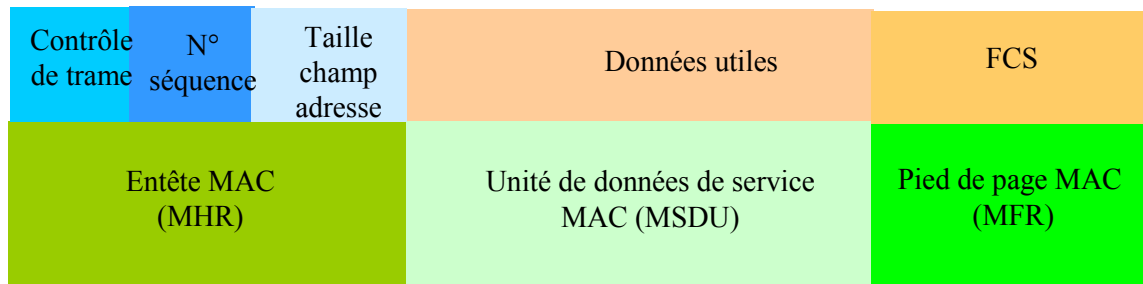 Contrôle
de trame
N°
séquence
Taille
champ
adresse
Données utiles
FCS
Entête MAC
(MHR)
Unité de données de service
MAC (MSDU)
Pied de page MAC
(MFR)